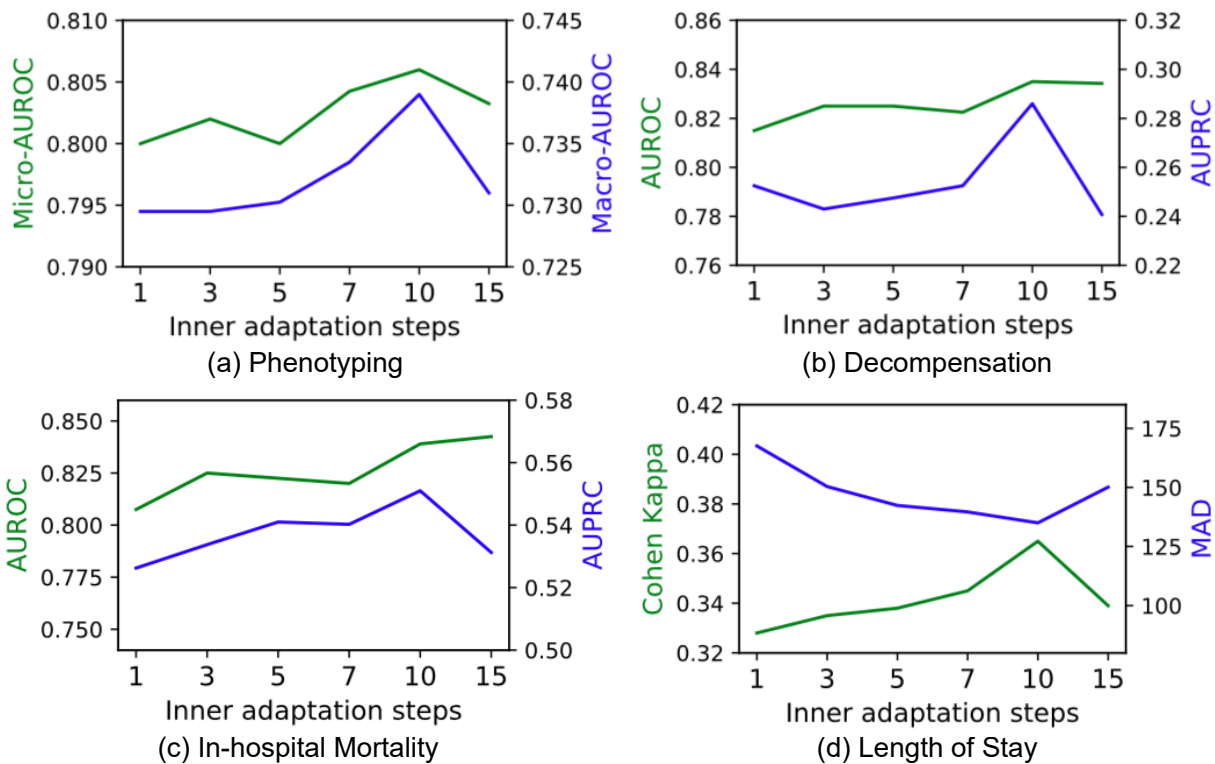 Micro-AUROC
0.810
0.805
0.800
0.795
0.790
0.745
0.740
0.735
0.730
0.725
Macro-AUROC
1 3 5 7 10 15
Inner adaptation steps
(a) Phenotyping
AUROC
0.86
0.84
0.82
0.80
0.78
0.76
0.32
0.30
0.28
0.26
0.24
0.22
AUPRC
1 3 5 7 10 15
Inner adaptation steps
(b) Decompensation
AUROC
0.850
0.825
0.800
0.775
0.750
0.58
0.56
0.54
0.52
0.50
AUPRC
1 3 5 7 10 15
Inner adaptation steps
(c) In-hospital Mortality
Cohen Kappa
0.42
0.40
0.38
0.36
0.34
0.32
175
150
125
100
MAD
1 3 5 7 10 15
Inner adaptation steps
(d) Length of Stay